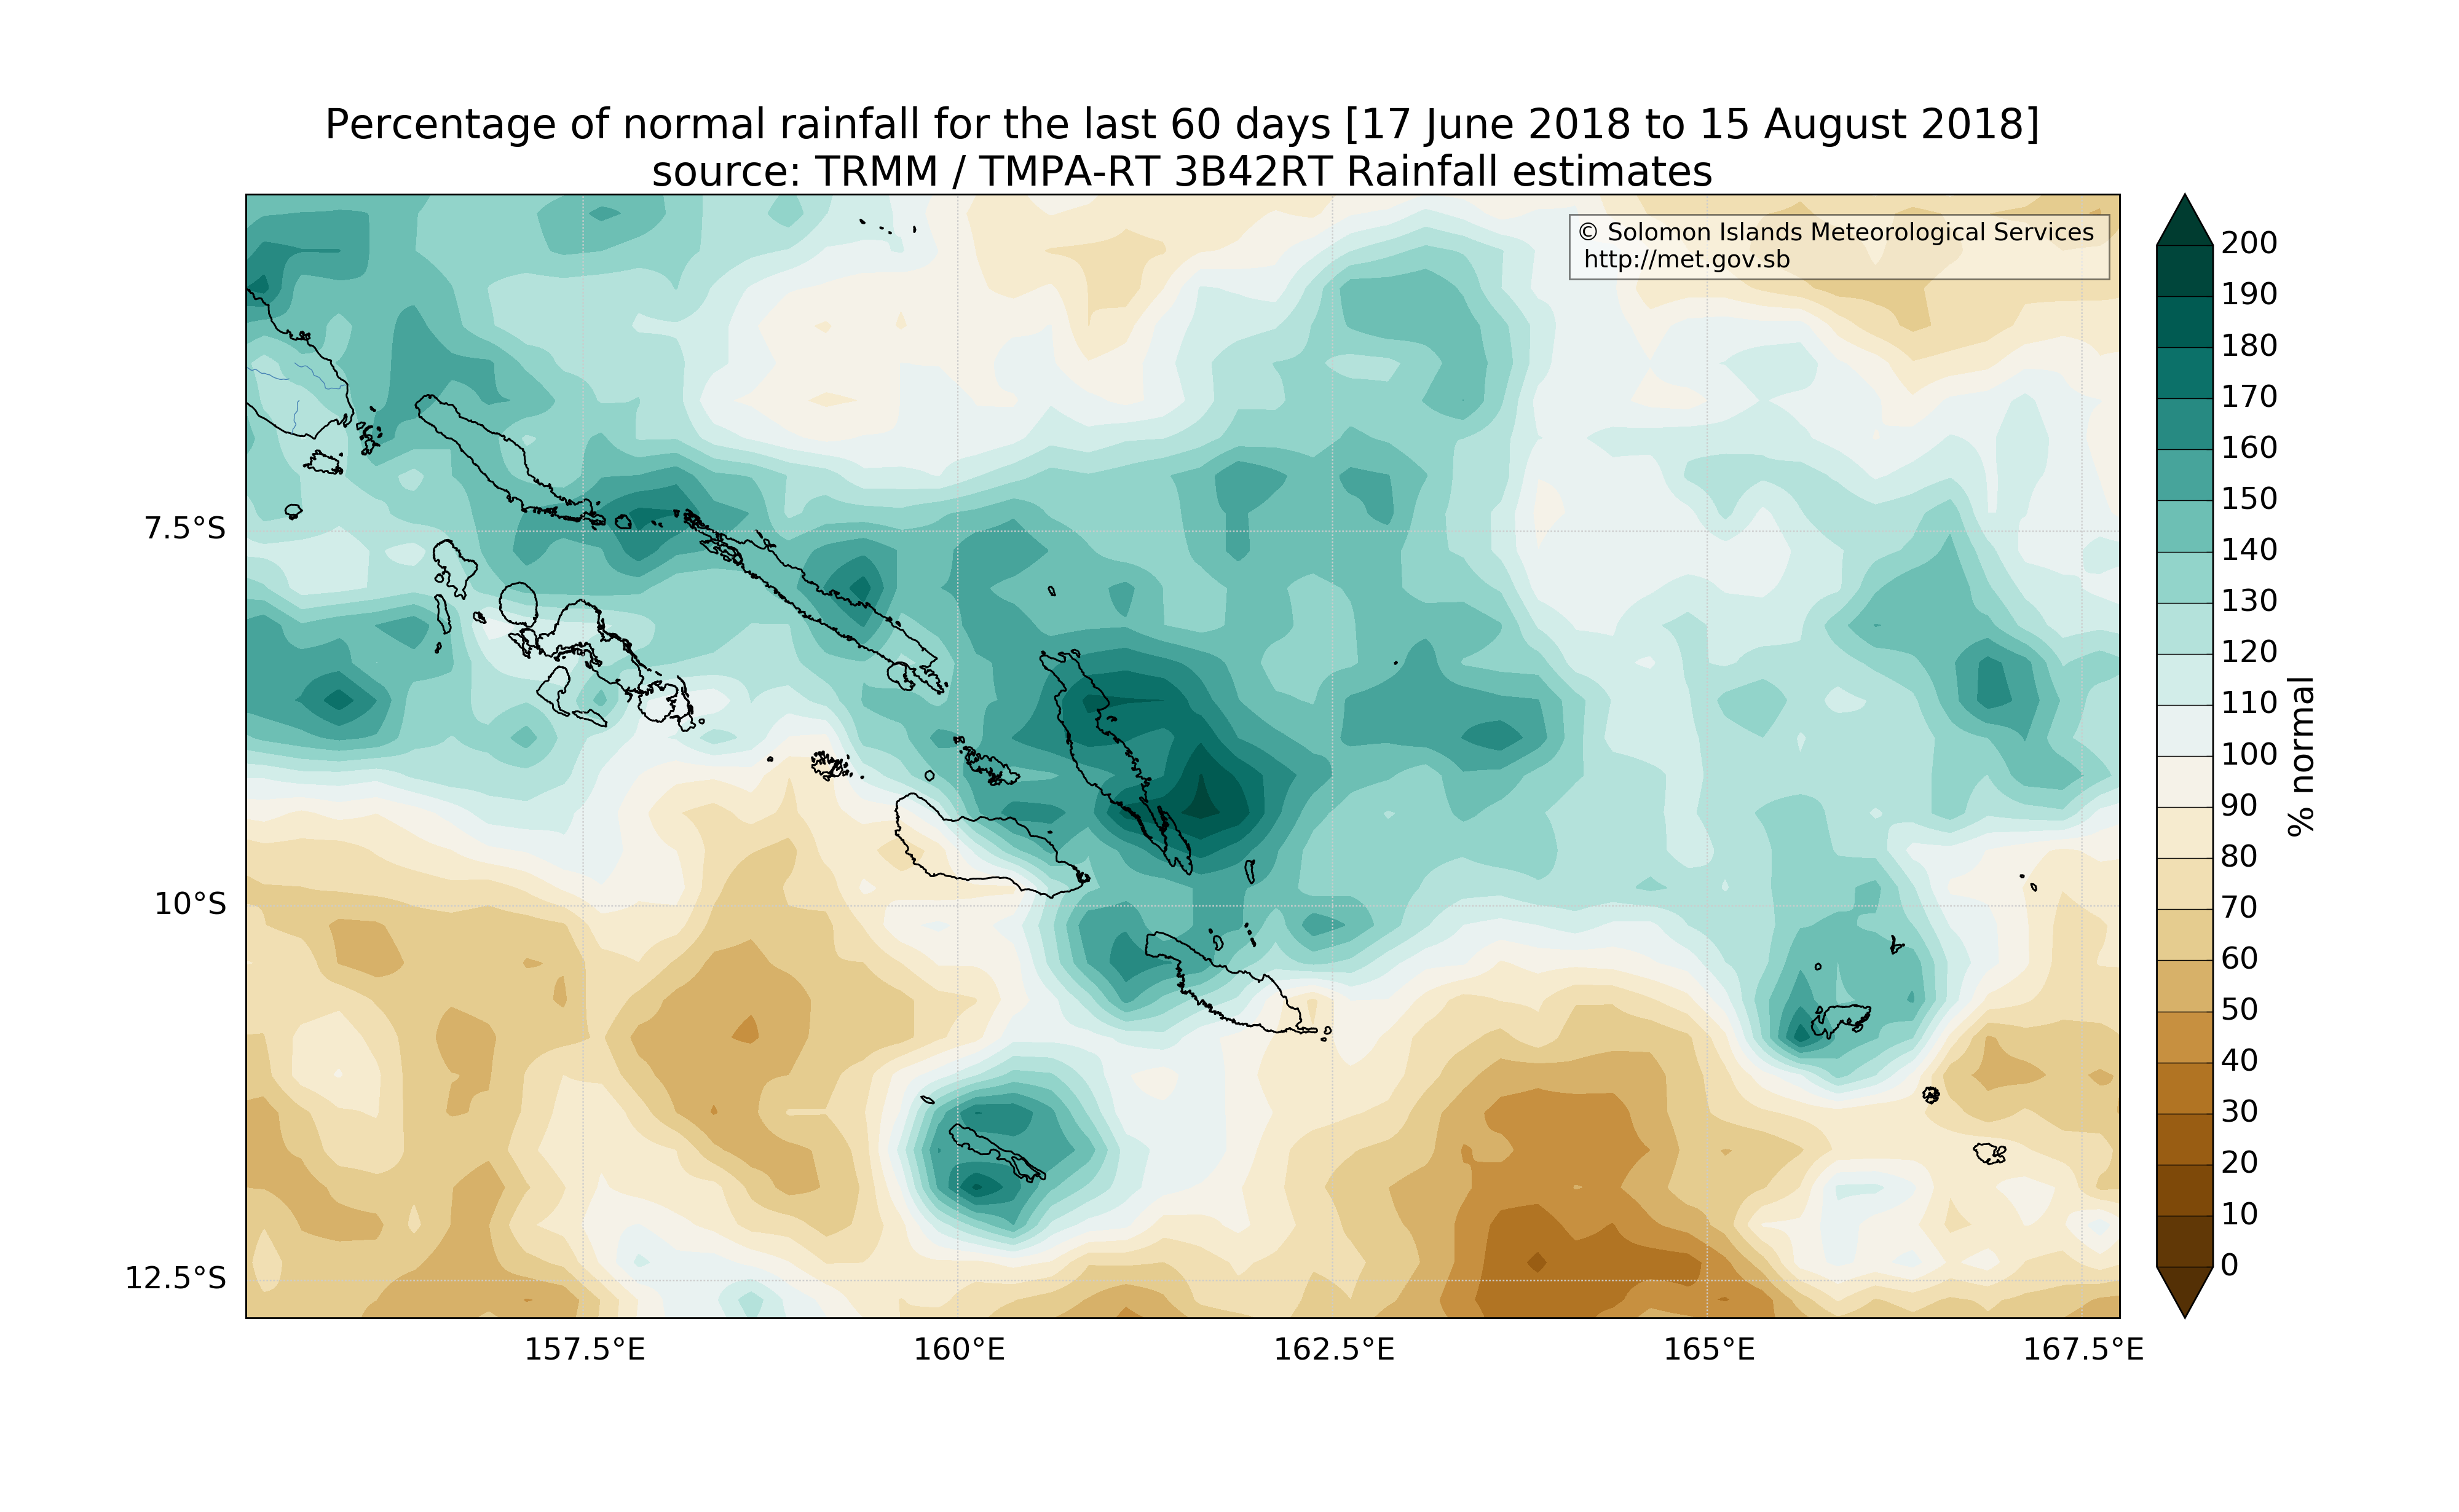 Percentage of normal rainfall for the last 60 days [17 June 2018 to 15 August 2018]
source: TRMM / TMPA-RT 3B42RT Rainfall estimates
© Solomon Islands Meteorological Services
http://met.gov.sb
7.5°S
10°S
12.5°S
157.5°E
160°E
162.5°E
165°E
167.5°E
200
190
180
170
160
150
140
130
120
110
100
90
80
70
60
50
40
30
20
10
0
% normal